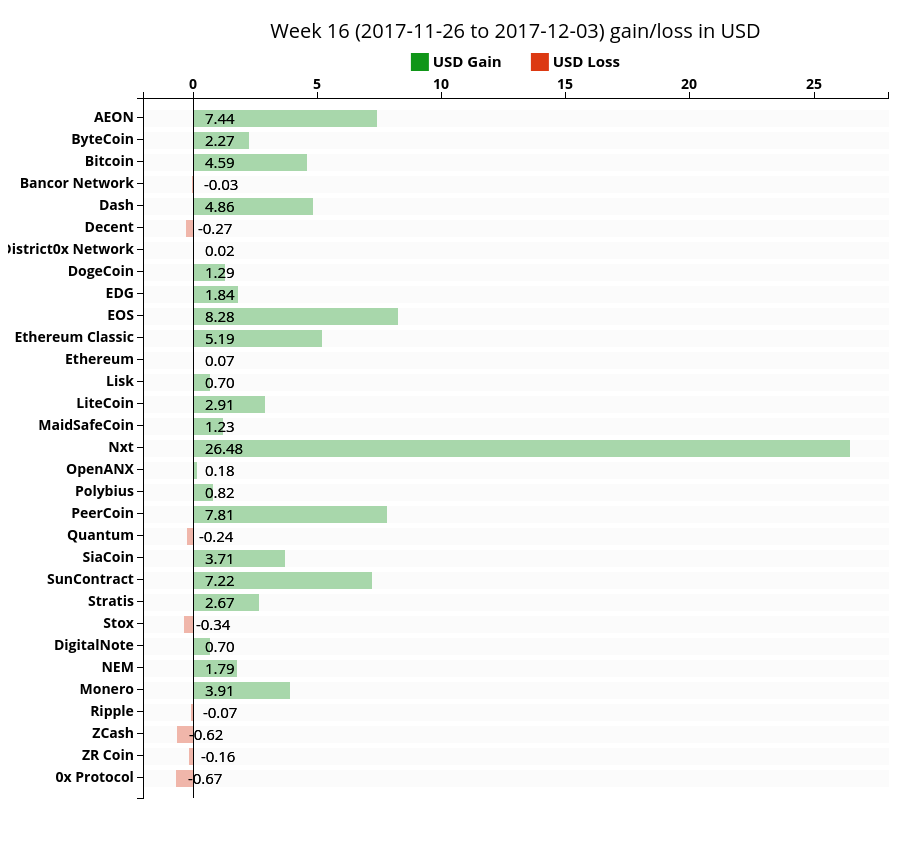 Week 16 (2017-11-26 to 2017-12-03) gain/loss in USD
USD Gain USD Loss
0 5 10 15 20 25
AEON 7.44
ByteCoin 2.27
Bitcoin 4.59
Bancor Network -0.03
Dash 4.86
Decent -0.27
istrict0x Network 0.02
DogeCoin 1.29
EDG 1.84
EOS 8.28
Ethereum Classic 5.19
Ethereum 0.07
Lisk 0.70
LiteCoin 2.91
MaidSafeCoin 1.23
Nxt 26.48
OpenANX 0.18
Polybius 0.82
PeerCoin 7.81
Quantum -0.24
SiaCoin 3.71
SunContract 7.22
Stratis 2.67
Stox -0.34
DigitalNote 0.70
NEM 1.79
Monero 3.91
Ripple -0.07
ZCash -0.62
ZR Coin -0.16
0x Protocol -0.67